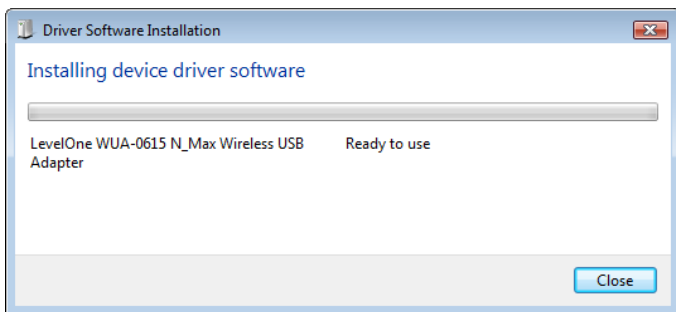 Driver Software Installation
Installing device driver software
LevelOne WUA-0615 N_Max Wireless USB Ready to use
Adapter
Close